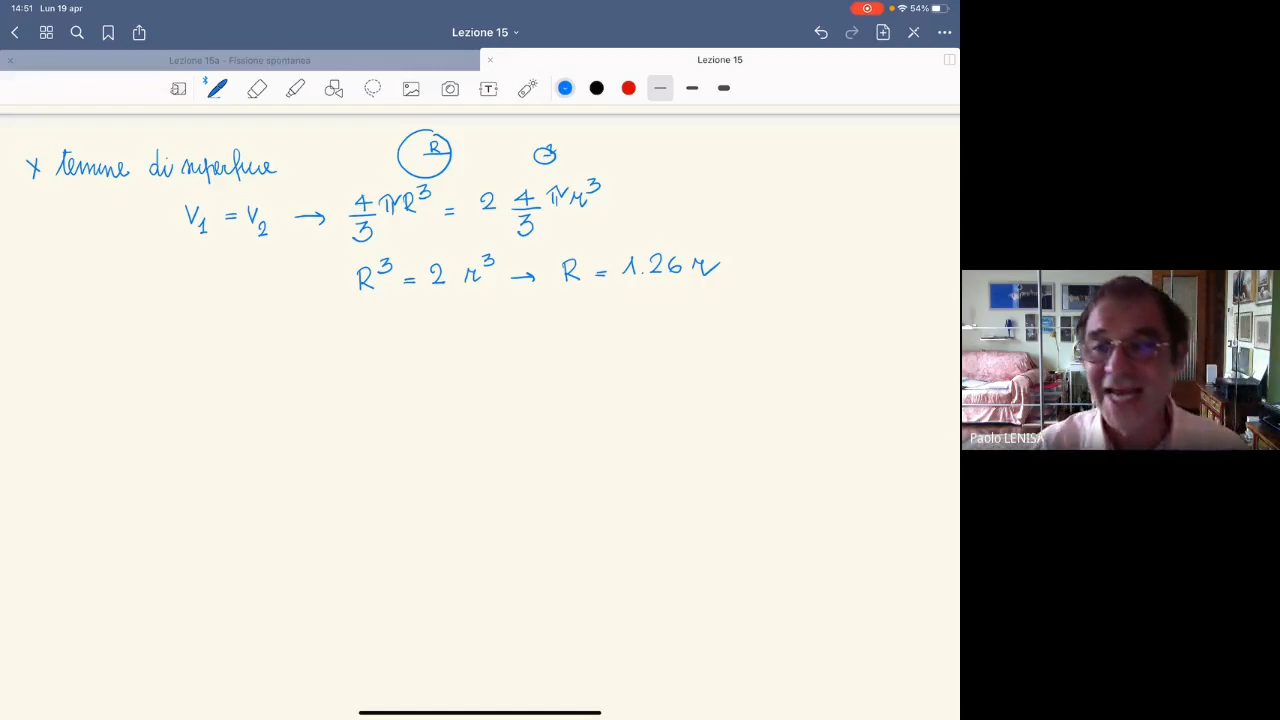 14:51 Lun 19 apr
54%
Lezione 15
Lezione 15a - Fissione spontanea
Lezione 15
x termine di superficie
R
r
V₁ = V₂ → 4/3 πR³ = 2 4/3 πr³
R³ = 2 r³ → R = 1.26 r
Paolo LENISA